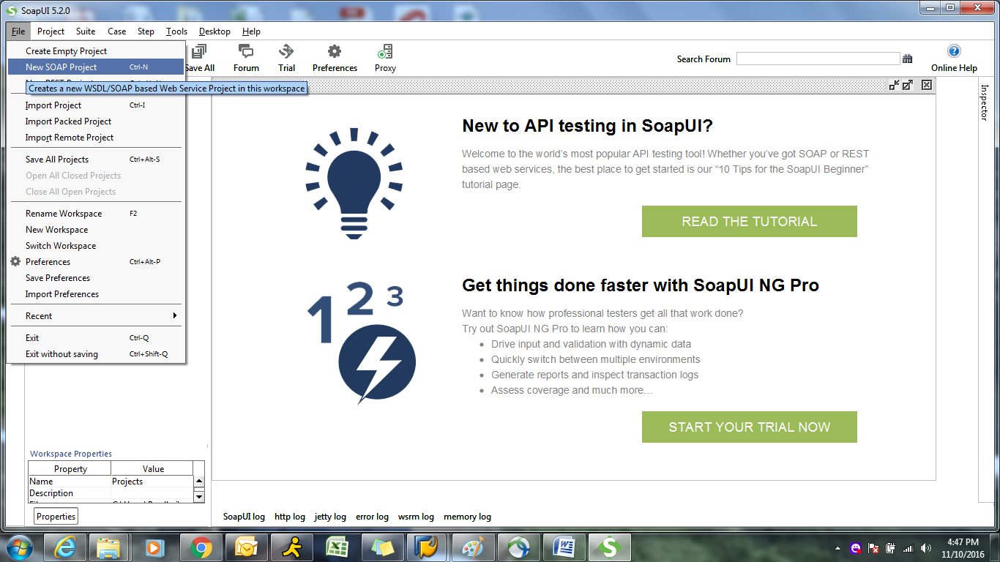 SoapUI 5.2.0
File Project Suite Case Step Tools Desktop Help
Create Empty Project
New SOAP Project Ctrl-N
Creates a new WSDL/SOAP based Web Service Project in this workspace
Import Project Ctrl-I
Import Packed Project
Import Remote Project
Save All Projects Ctrl+Alt-S
Open All Closed Projects
Close All Open Projects
Rename Workspace F2
New Workspace
Switch Workspace
Preferences Ctrl+Alt-P
Save Preferences
Import Preferences
Recent
Exit Ctrl-Q
Exit without saving Ctrl+Shift-Q
Save All Forum Trial Preferences Proxy
Search Forum
Online Help
Inspector
New to API testing in SoapUI?
Welcome to the world's most popular API testing tool! Whether you've got SOAP or REST
based web services, the best place to get started is our “10 Tips for the SoapUI Beginner”
tutorial page.
READ THE TUTORIAL
1 2 3
Get things done faster with SoapUI NG Pro
Want to know how professional testers get all that work done?
Try out SoapUI NG Pro to learn how you can:
• Drive input and validation with dynamic data
• Quickly switch between multiple environments
• Generate reports and inspect transaction logs
• Assess coverage and much more...
START YOUR TRIAL NOW
Workspace Properties
Property Value
Name Projects
Description
Properties
SoapUI log http log jetty log error log wsrm log memory log
4:47 PM
11/10/2016